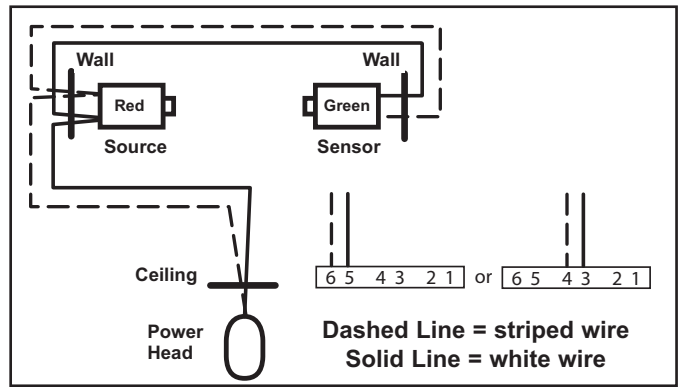 Wall
Wall
Red
Green
Source
Sensor
Ceiling
6 5 4 3 2 1 or 6 5 4 3 2 1
Power
Head
Dashed Line = striped wire
Solid Line = white wire